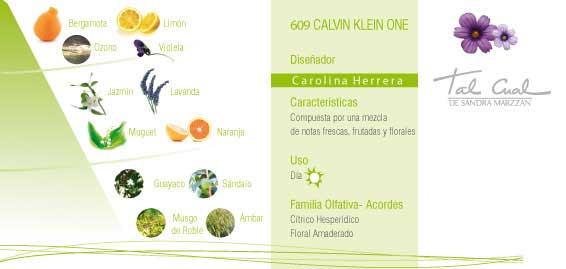 Bergamota
Limón
Ozono
Violeta
Jazmin
Lavanda
Muguet
Naranja
Guayaco
Sándalo
Musgo
de Roble
Ámbar
609 CALVIN KLEIN ONE
Diseñador
Carolina Herrera
Características
Compuesta por una mezcla
de notas frescas, frutadas y florales
Uso
Día
Familia Olfativa- Acordes
Cítrico Hesperídico
Floral Amaderado
Tal Cual
DE SANDRA MARZZÁN